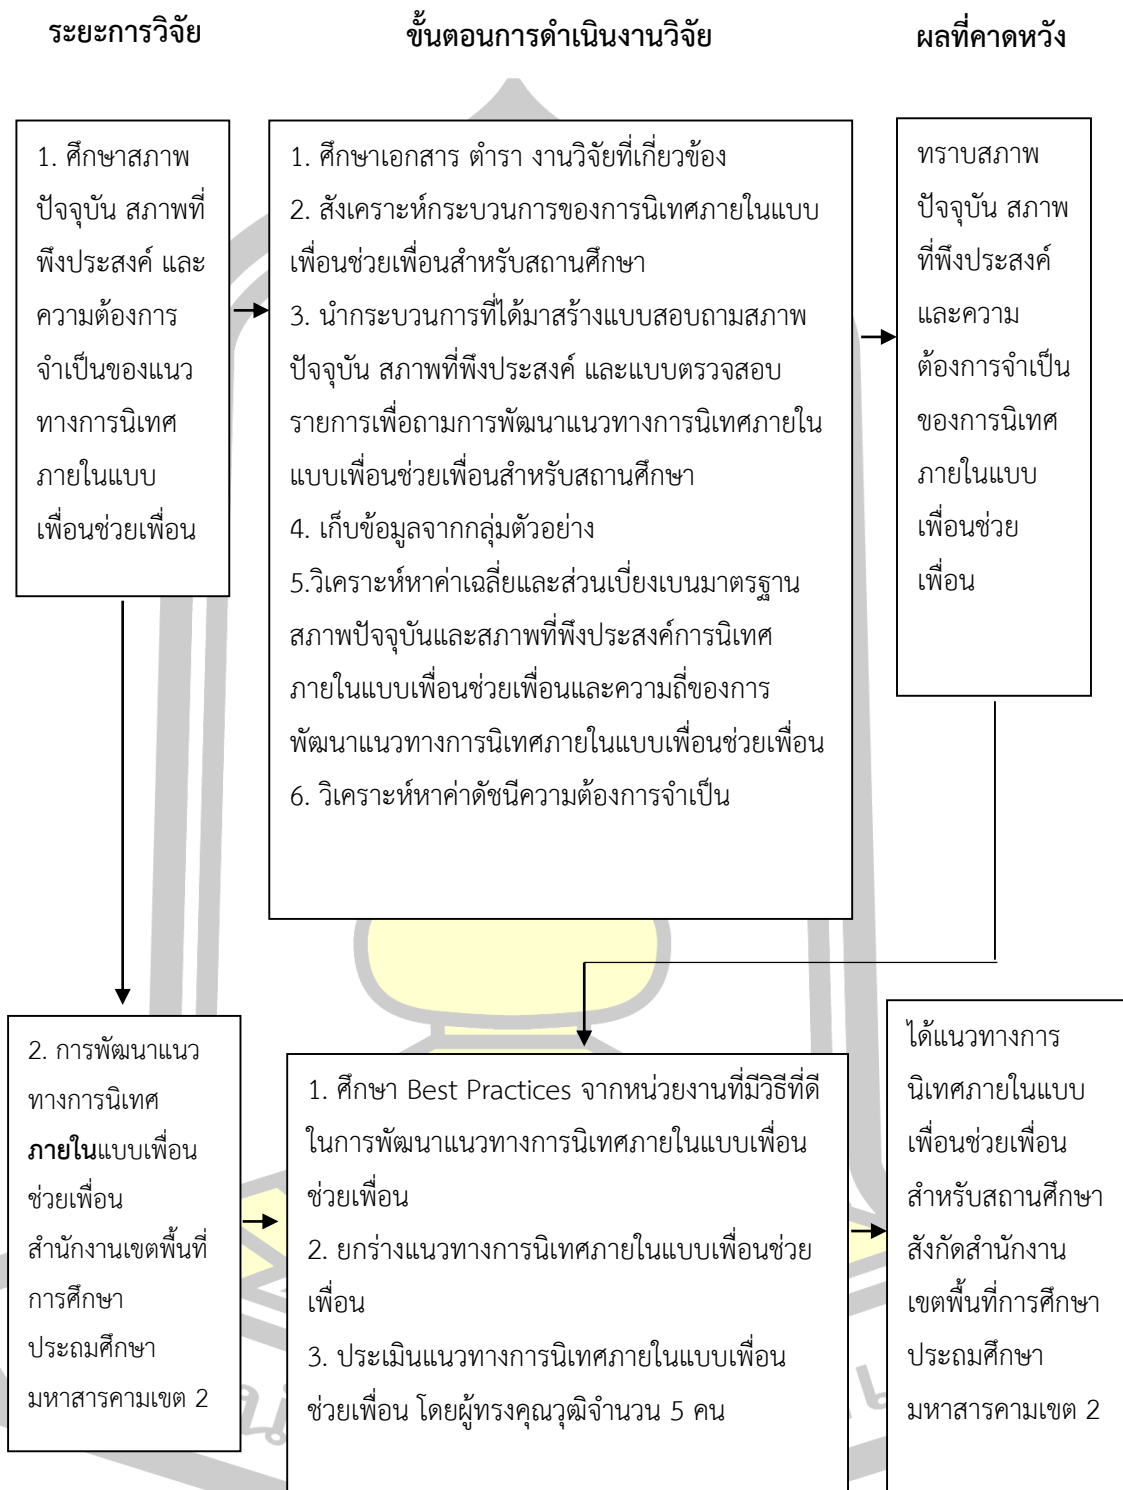 ระยะการวิจัย
ขั้นตอนการดำเนินงานวิจัย
ผลที่คาดหวัง
1. ศึกษาสภาพ
ปัจจุบัน สภาพที่
พึงประสงค์ และ
ความต้องการ
จำเป็นของแนว
ทางการนิเทศ
ภายในแบบ
เพื่อนช่วยเพื่อน
1. ศึกษาเอกสาร ตำรา งานวิจัยที่เกี่ยวข้อง
2. สังเคราะห์กระบวนการของการนิเทศภายในแบบ
เพื่อนช่วยเพื่อนสำหรับสถานศึกษา
3. นำกระบวนการที่ได้มาสร้างแบบสอบถามสภาพ
ปัจจุบัน สภาพที่พึงประสงค์ และแบบตรวจสอบ
รายการเพื่อถามการพัฒนาแนวทางการนิเทศภายใน
แบบเพื่อนช่วยเพื่อนสำหรับสถานศึกษา
4. เก็บข้อมูลจากกลุ่มตัวอย่าง
5.วิเคราะห์หาค่าเฉลี่ยและส่วนเบี่ยงเบนมาตรฐาน
สภาพปัจจุบันและสภาพที่พึงประสงค์การนิเทศ
ภายในแบบเพื่อนช่วยเพื่อนและความถี่ของการ
พัฒนาแนวทางการนิเทศภายในแบบเพื่อนช่วยเพื่อน
6. วิเคราะห์หาค่าดัชนีความต้องการจำเป็น
ทราบสภาพ
ปัจจุบัน สภาพ
ที่พึงประสงค์
และความ
ต้องการจำเป็น
ของการนิเทศ
ภายในแบบ
เพื่อนช่วย
เพื่อน
2. การพัฒนาแนว
ทางการนิเทศ
ภายในแบบเพื่อน
ช่วยเพื่อน
สำนักงานเขตพื้นที่
การศึกษา
ประถมศึกษา
มหาสารคามเขต 2
1. ศึกษา Best Practices จากหน่วยงานที่มีวิธีที่ดี
ในการพัฒนาแนวทางการนิเทศภายในแบบเพื่อน
ช่วยเพื่อน
2. ยกร่างแนวทางการนิเทศภายในแบบเพื่อนช่วย
เพื่อน
3. ประเมินแนวทางการนิเทศภายในแบบเพื่อน
ช่วยเพื่อน โดยผู้ทรงคุณวุฒิจำนวน 5 คน
ได้แนวทางการ
นิเทศภายในแบบ
เพื่อนช่วยเพื่อน
สำหรับสถานศึกษา
สังกัดสำนักงาน
เขตพื้นที่การศึกษา
ประถมศึกษา
มหาสารคามเขต 2